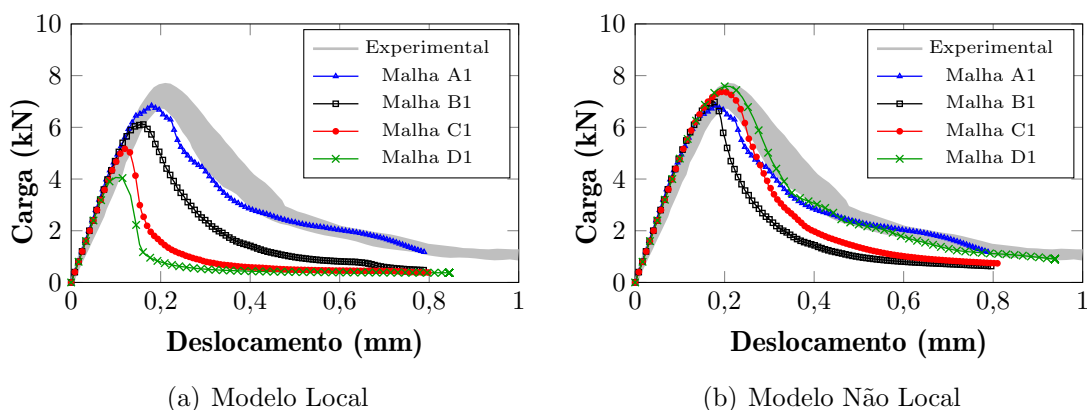 10
8
6
4
2
0
0
0,2
0,4
0,6
0,8
1
Carga (kN)
Deslocamento (mm)
Experimental
Malha A1
Malha B1
Malha C1
Malha D1
(a) Modelo Local
10
8
6
4
2
0
0
0,2
0,4
0,6
0,8
1
Carga (kN)
Deslocamento (mm)
Experimental
Malha A1
Malha B1
Malha C1
Malha D1
(b) Modelo Não Local